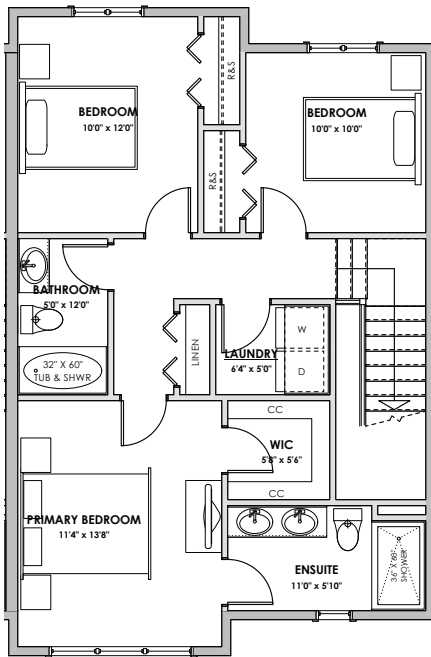 R&S
BEDROOM
10'0" x 12'0"
BEDROOM
10'0" x 10'0"
R&S
BATHROOM
5'0" x 12'0"
W
LINEN
LAUNDRY
6'4" x 5'0"
D
32" X 60"
TUB & SHWR
CC
WIC
5'8" x 5'6"
CC
PRIMARY BEDROOM
11'4" x 13'8"
ENSUITE
11'0" x 5'10"
36" X 60"
SHOWER